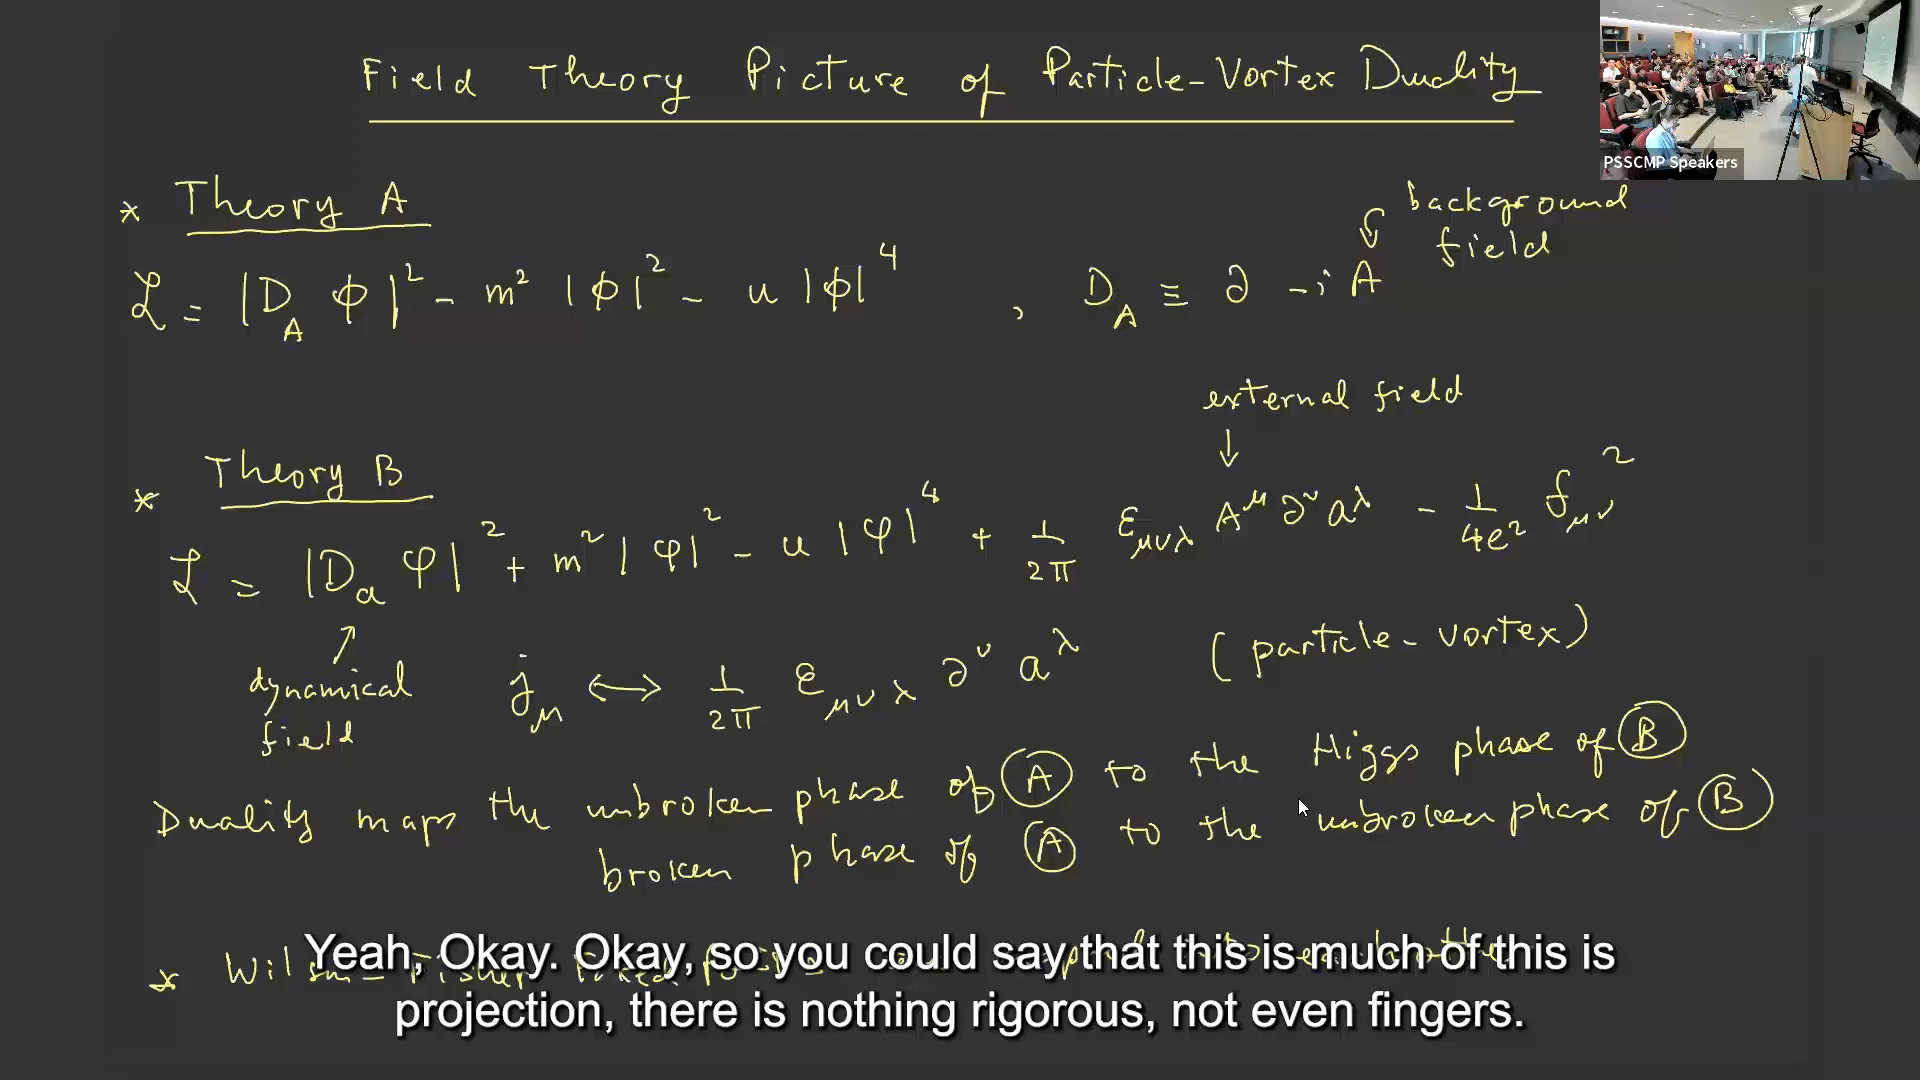 Field Theory Picture of Particle-Vortex Duality
PSSCMP Speakers
* Theory A
background
field
ℒ = |D_A ϕ|² - m² |ϕ|² - u |ϕ|⁴ , D_A ≡ ∂ - i A
external field
↓
* Theory B
ℒ = |D_a φ|² + m² |φ|² - u |φ|⁴ + 1/2π ε_μνλ A^μ ∂^ν a^λ - 1/4e² f_μν²
dynamical
field
j_μ ⟷ 1/2π ε_μνλ ∂^ν a^λ (particle-vortex)
Duality maps the unbroken phase of Ⓐ to the Higgs phase of Ⓑ
broken phase of Ⓐ to the unbroken phase of Ⓑ
* Wilson-Fisher
Yeah, Okay. Okay, so you could say that this is much of this is
projection, there is nothing rigorous, not even fingers.